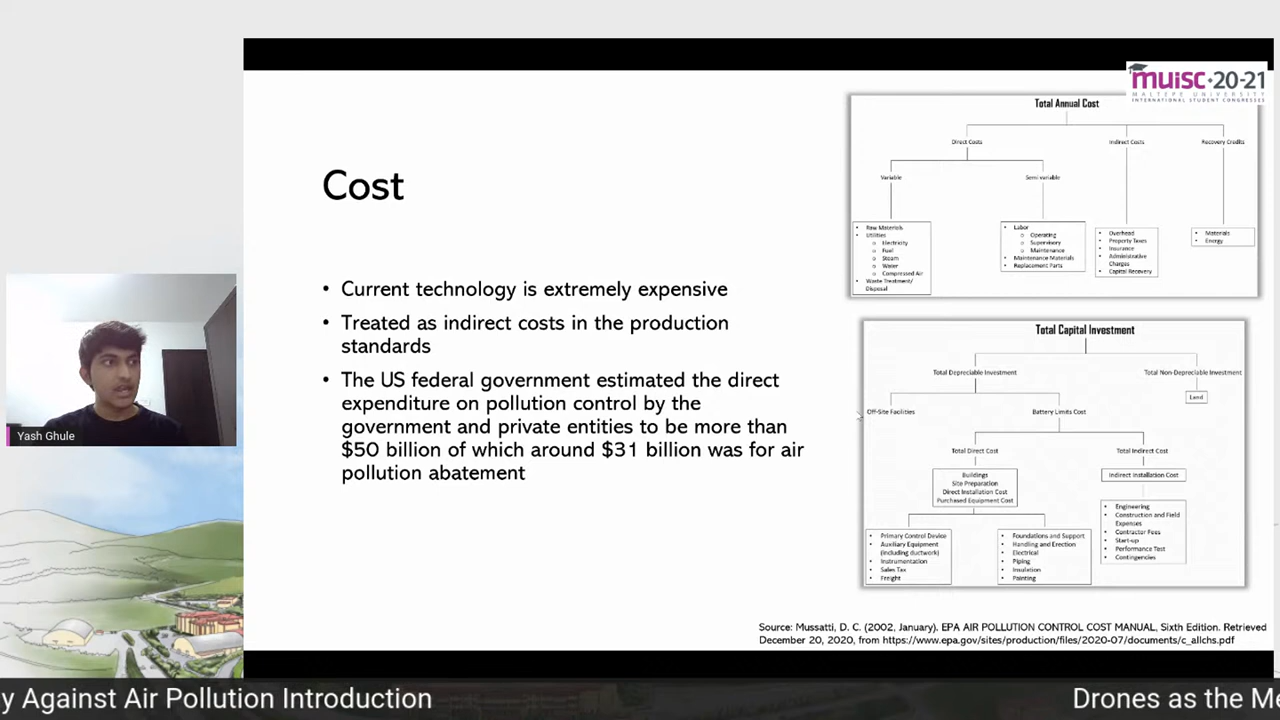 muisc·20-21
MALTEPE UNIVERSITY
INTERNATIONAL STUDENT CONGRESSES
Cost
• Current technology is extremely expensive
• Treated as indirect costs in the production
standards
• The US federal government estimated the direct
expenditure on pollution control by the
government and private entities to be more than
$50 billion of which around $31 billion was for air
pollution abatement
Total Annual Cost
Direct Costs
Indirect Costs
Recovery Credits
Variable
Semi variable
• Raw Materials
• Utilities
o Electricity
o Fuel
o Steam
o Water
o Compressed Air
• Waste Treatment/
Disposal
• Labor
o Operating
o Supervisory
o Maintenance
• Maintenance Materials
• Replacement Parts
• Overhead
• Property Taxes
• Insurance
• Administrative
Charges
• Capital Recovery
• Materials
• Energy
Total Capital Investment
Total Depreciable Investment
Total Non-Depreciable Investment
Land
Off-Site Facilities
Battery Limits Cost
Total Direct Cost
Total Indirect Cost
Buildings
Site Preparation
Direct Installation Cost
Purchased Equipment Cost
Indirect Installation Cost
• Primary Control Device
• Auxiliary Equipment
(including ductwork)
• Instrumentation
• Sales Tax
• Freight
• Foundations and Support
• Handling and Erection
• Electrical
• Piping
• Insulation
• Painting
• Engineering
• Construction and Field
Expenses
• Contractor Fees
• Start-up
• Performance Test
• Contingencies
Source: Mussatti, D. C. (2002, January). EPA AIR POLLUTION CONTROL COST MANUAL, Sixth Edition. Retrieved
December 20, 2020, from https://www.epa.gov/sites/production/files/2020-07/documents/c_allchs.pdf
Yash Ghule
y Against Air Pollution Introduction
Drones as the Me